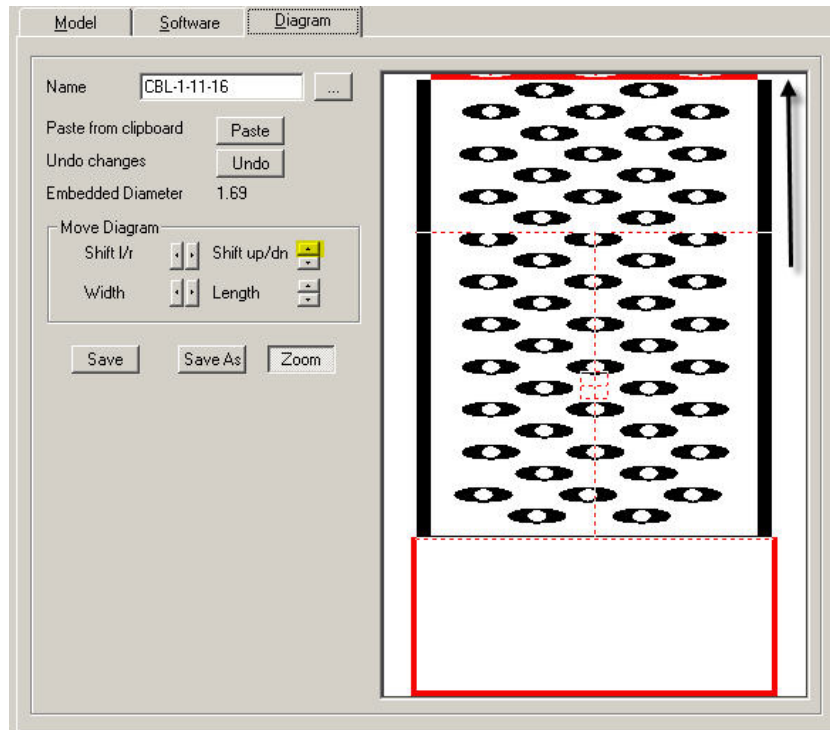 Model Software Diagram
Name CBL-1-11-16 ...
Paste from clipboard Paste
Undo changes Undo
Embedded Diameter 1.69
Move Diagram
Shift l/r Shift up/dn
Width Length
Save Save As Zoom